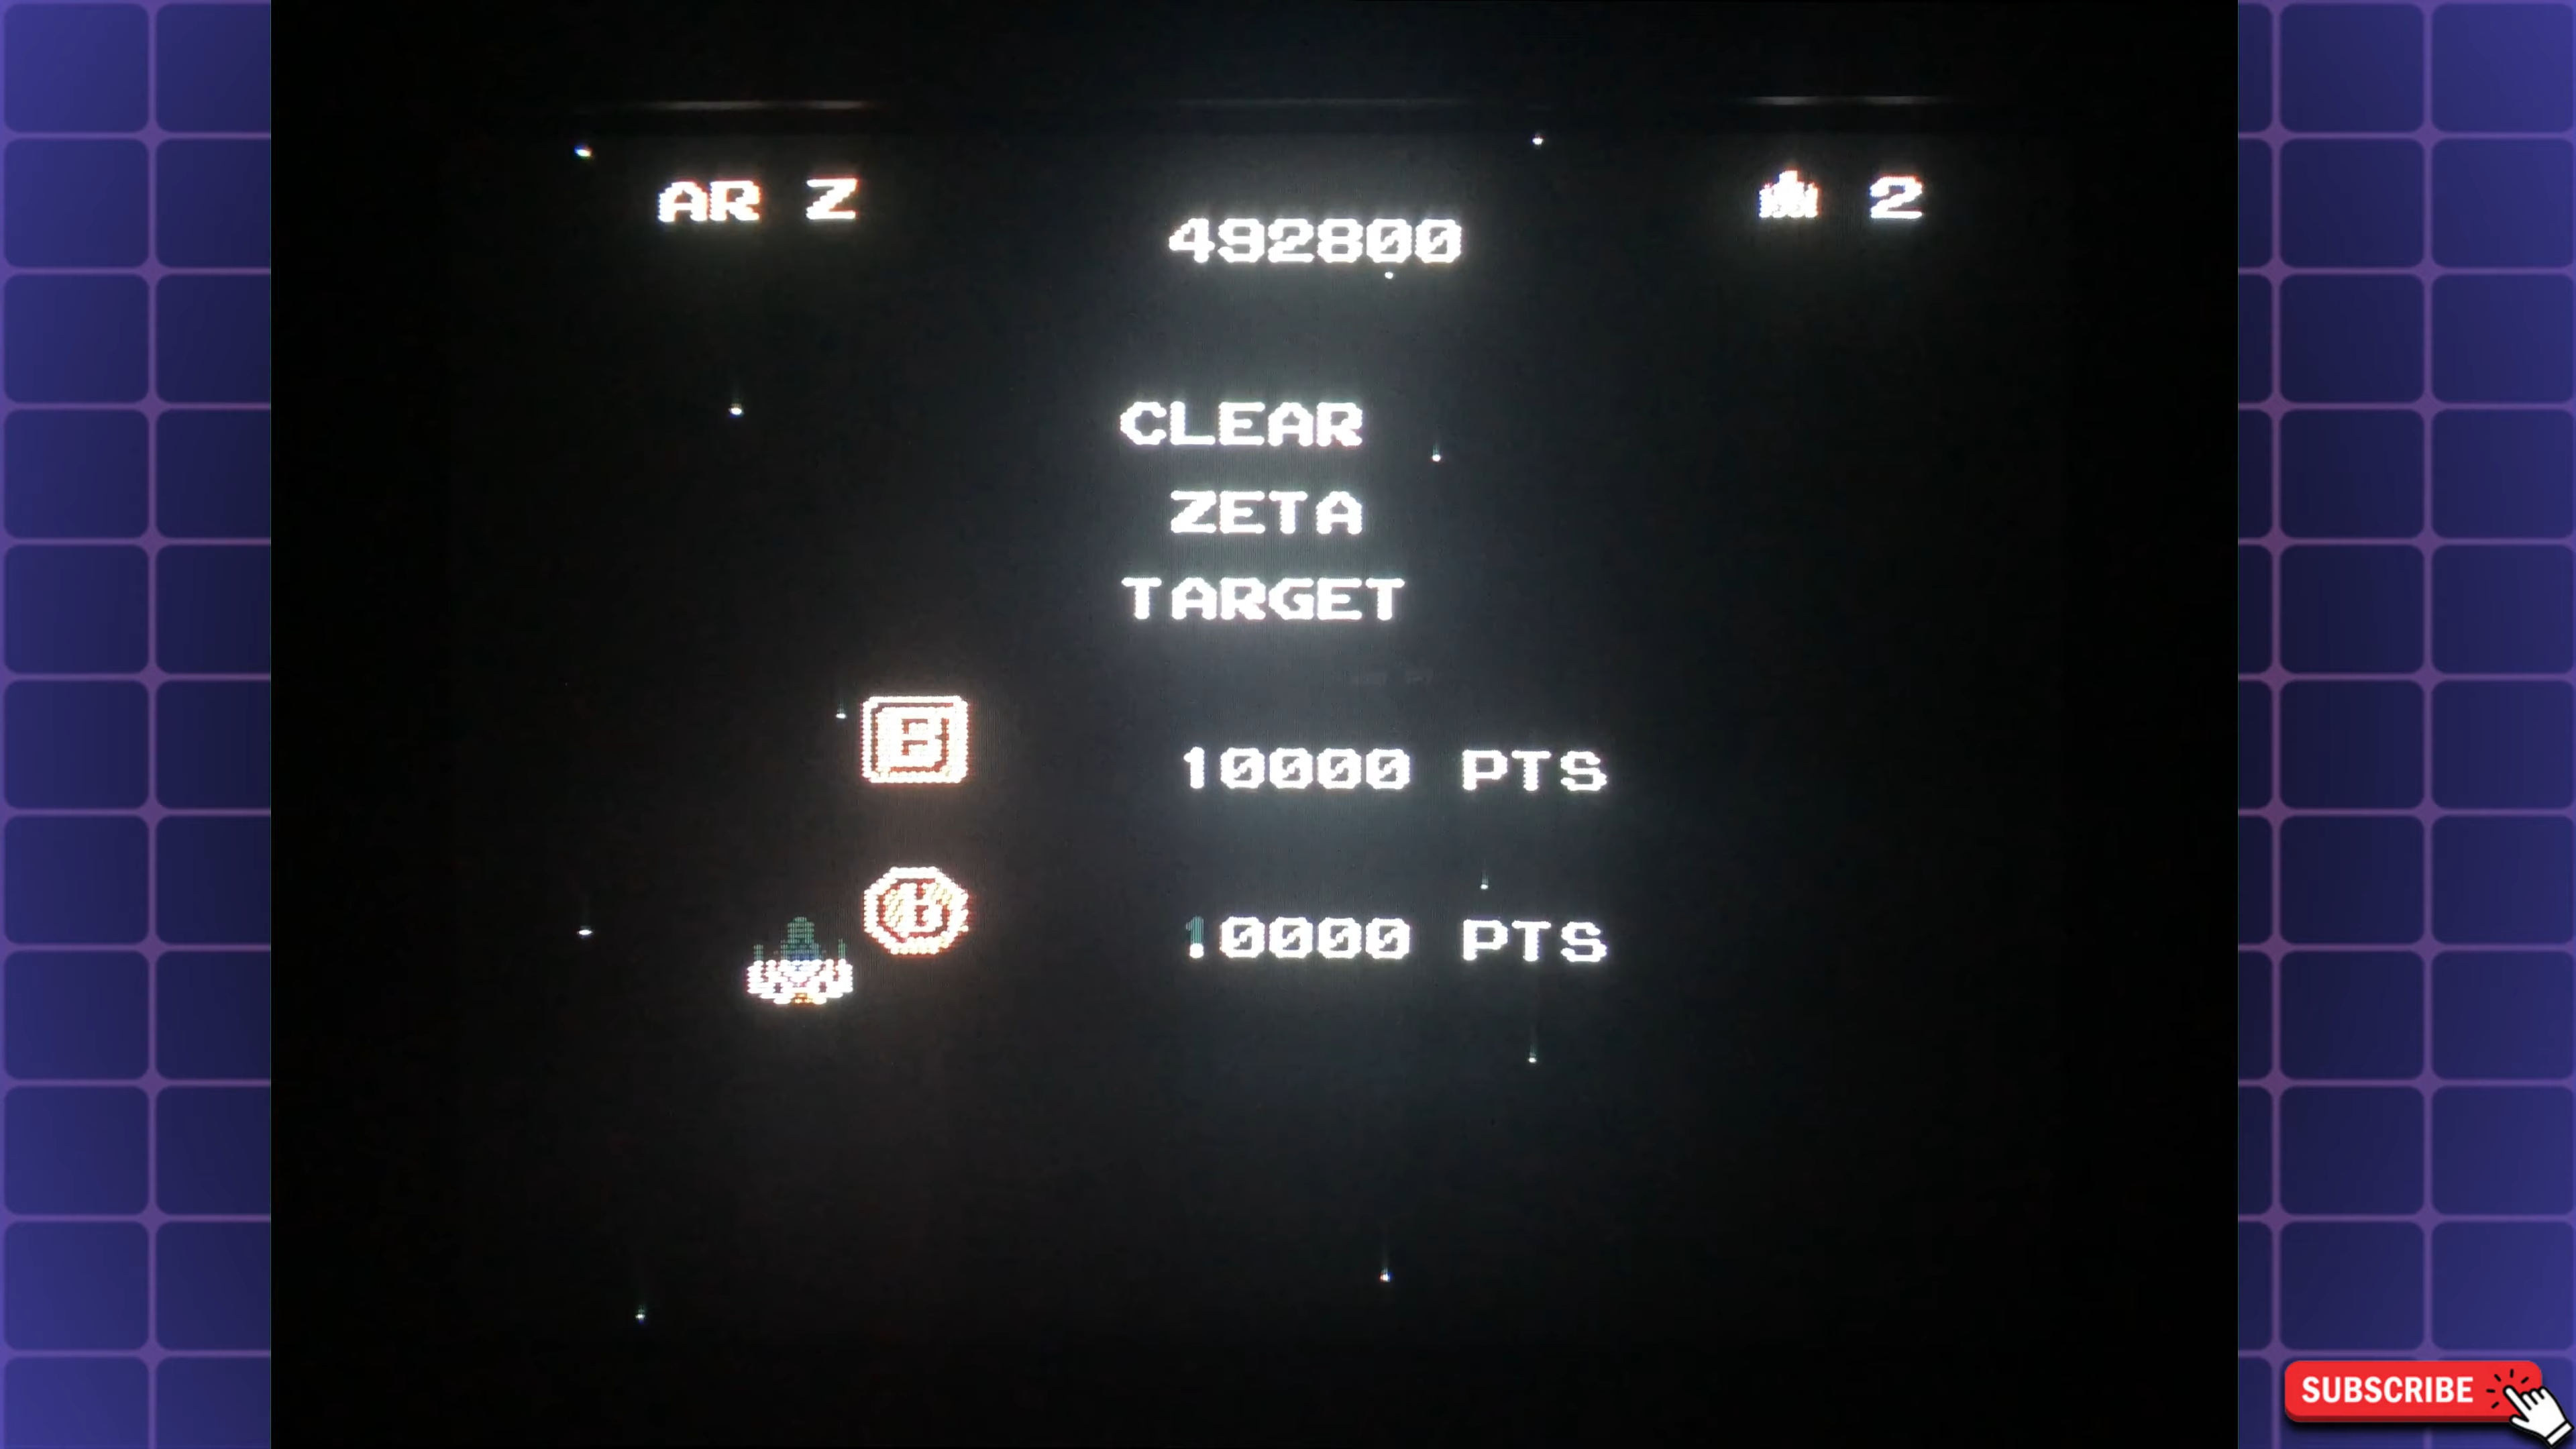 AR Z
2
492800
CLEAR
ZETA
TARGET
B
10000 PTS
B
10000 PTS
SUBSCRIBE